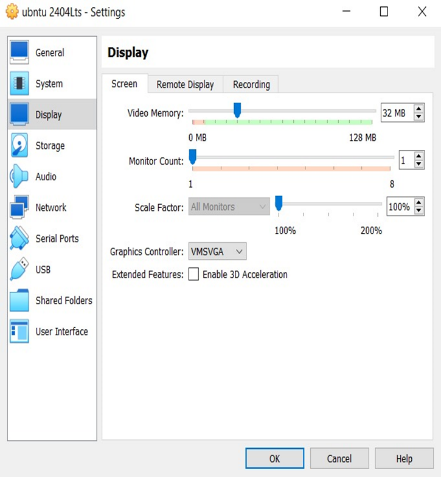 ubntu 2404Lts - Settings
General
System
Display
Storage
Audio
Network
Serial Ports
USB
Shared Folders
User Interface
Display
Screen Remote Display Recording
Video Memory: 32 MB
0 MB 128 MB
Monitor Count: 1
1 8
Scale Factor: All Monitors 100%
100% 200%
Graphics Controller: VMSVGA
Extended Features: Enable 3D Acceleration
OK Cancel Help